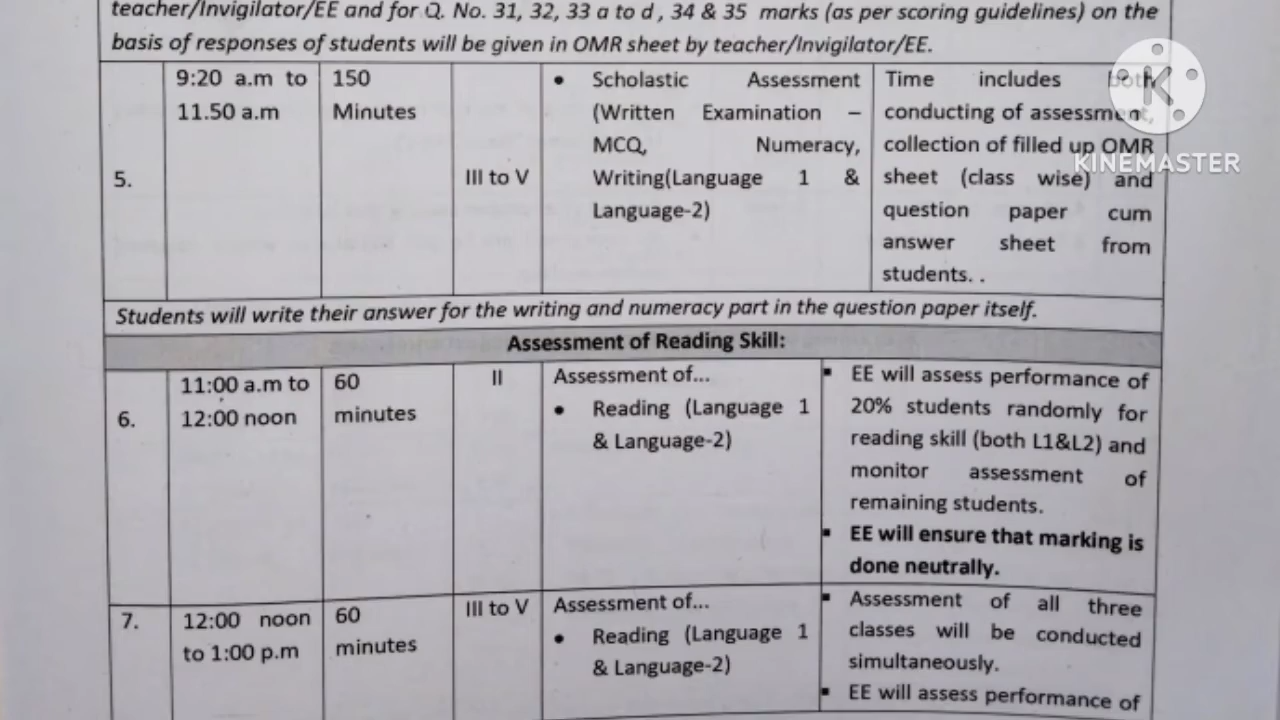 teacher/Invigilator/EE and for Q. No. 31, 32, 33 a to d , 34 & 35 marks (as per scoring guidelines) on the
basis of responses of students will be given in OMR sheet by teacher/Invigilator/EE.
5.
9:20 a.m to
11.50 a.m
150
Minutes
III to V
• Scholastic Assessment
(Written Examination –
MCQ, Numeracy,
Writing(Language 1 &
Language-2)
Time includes both
conducting of assessment,
collection of filled up OMR
sheet (class wise) and
question paper cum
answer sheet from
students. .
K
KINEMASTER
Students will write their answer for the writing and numeracy part in the question paper itself.
Assessment of Reading Skill:
6.
11:00 a.m to
12:00 noon
60
minutes
II
Assessment of...
• Reading (Language 1
& Language-2)
▪ EE will assess performance of
20% students randomly for
reading skill (both L1&L2) and
monitor assessment of
remaining students.
▪ EE will ensure that marking is
done neutrally.
7.
12:00 noon
to 1:00 p.m
60
minutes
III to V
Assessment of...
• Reading (Language 1
& Language-2)
▪ Assessment of all three
classes will be conducted
simultaneously.
▪ EE will assess performance of